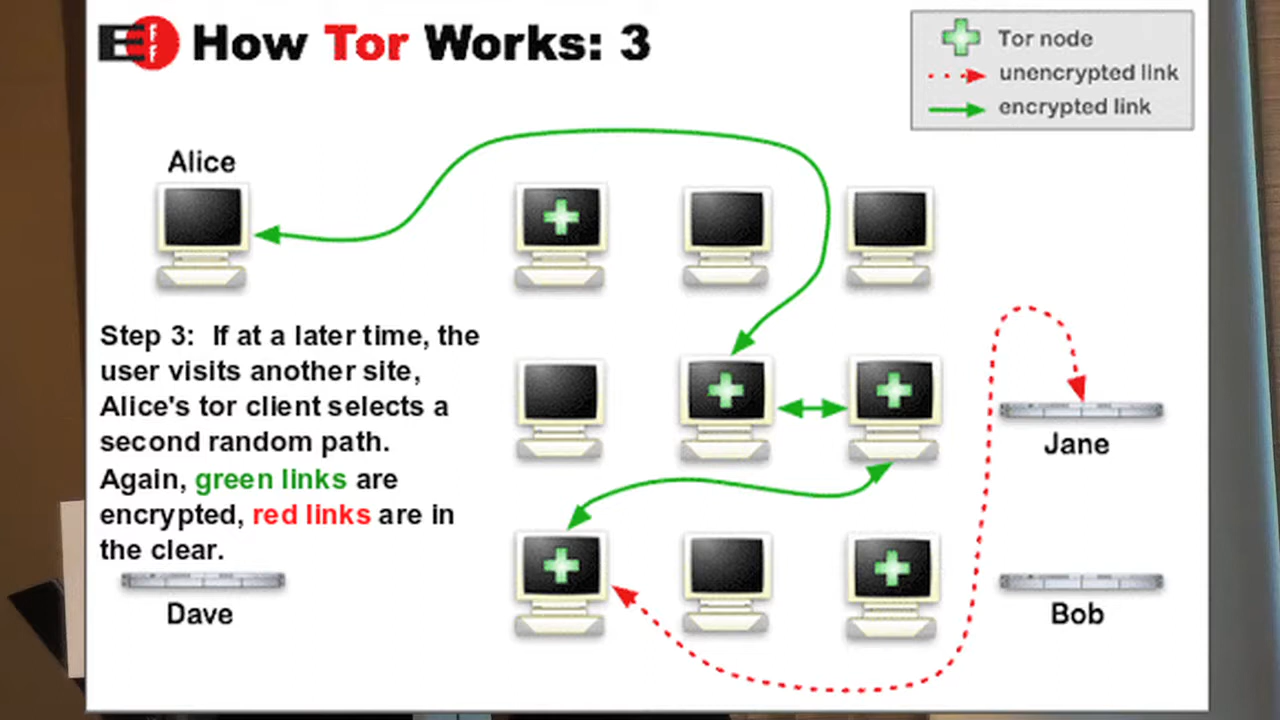 EFF How Tor Works: 3
Tor node
unencrypted link
encrypted link
Alice
Step 3: If at a later time, the
user visits another site,
Alice's tor client selects a
second random path.
Again, green links are
encrypted, red links are in
the clear.
Jane
Dave
Bob